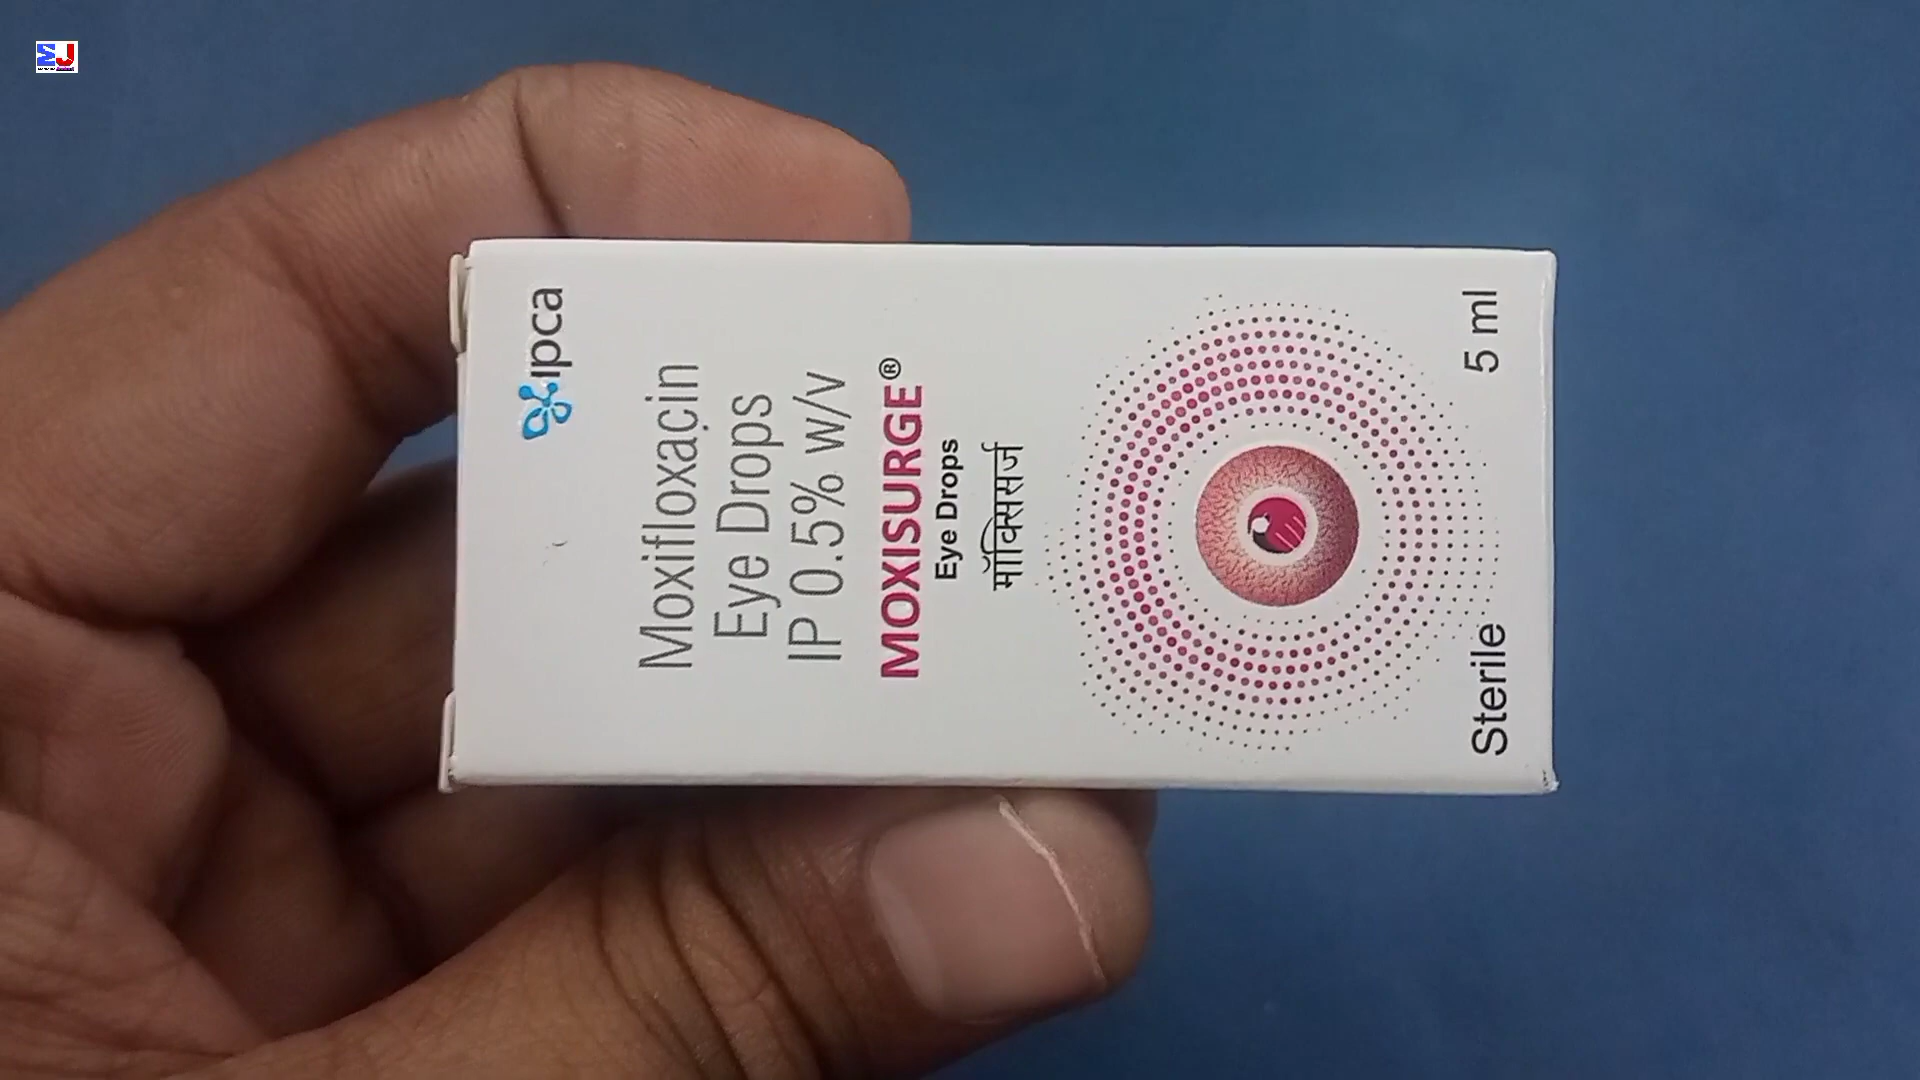 ipca
Moxifloxacin
Eye Drops
IP 0.5% w/v
MOXISURGE®
Eye Drops
मॉक्सिसर्ज
Sterile 5 ml